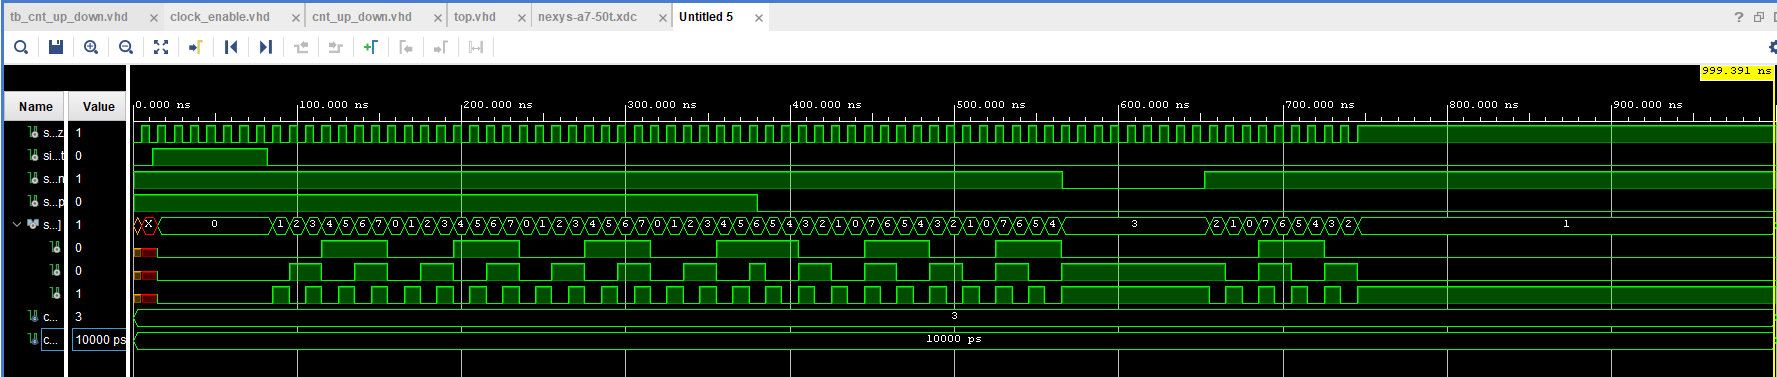 tb_cnt_up_down.vhd × clock_enable.vhd × cnt_up_down.vhd × top.vhd × nexys-a7-50t.xdc × Untitled 5 × ?
999.391 ns
Name Value 0.000 ns 100.000 ns 200.000 ns 300.000 ns 400.000 ns 500.000 ns 600.000 ns 700.000 ns 800.000 ns 900.000 ns
s...z 1
si...t 0
s...n 1
s...p 0
s...] 1 X 0 1 2 3 4 5 6 7 0 1 2 3 4 5 6 7 0 1 2 3 4 5 6 7 0 1 2 3 4 5 6 5 4 3 2 1 0 7 6 5 4 3 2 1 0 7 6 5 4 3 2 1 0 7 6 5 4 3 2 1
0
0
1
c... 3 3
c... 10000 ps 10000 ps